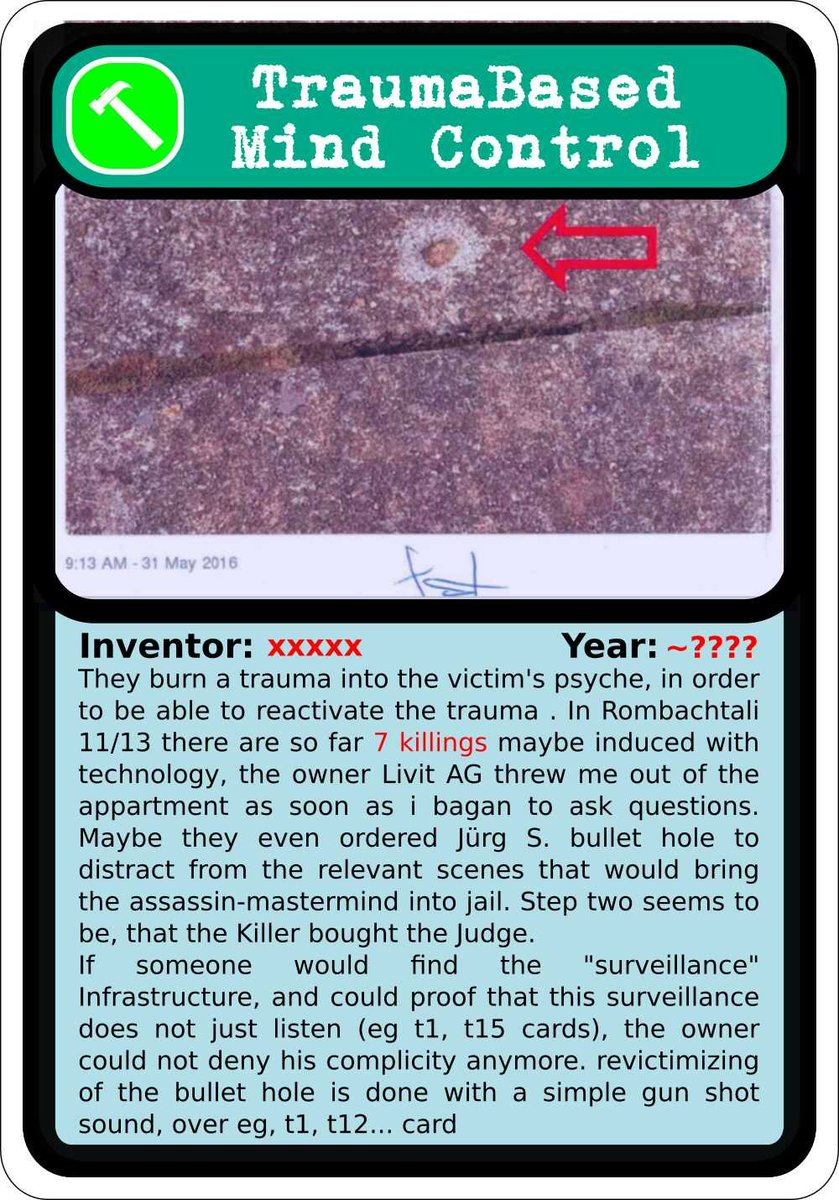 TraumaBased
Mind Control
9:13 AM - 31 May 2016
Inventor: xxxxx Year: ~????
They burn a trauma into the victim's psyche, in order
to be able to reactivate the trauma . In Rombachtali
11/13 there are so far 7 killings maybe induced with
technology, the owner Livit AG threw me out of the
appartment as soon as i bagan to ask questions.
Maybe they even ordered Jürg S. bullet hole to
distract from the relevant scenes that would bring
the assassin-mastermind into jail. Step two seems to
be, that the Killer bought the Judge.
If someone would find the "surveillance"
Infrastructure, and could proof that this surveillance
does not just listen (eg t1, t15 cards), the owner
could not deny his complicity anymore. revictimizing
of the bullet hole is done with a simple gun shot
sound, over eg, t1, t12... card